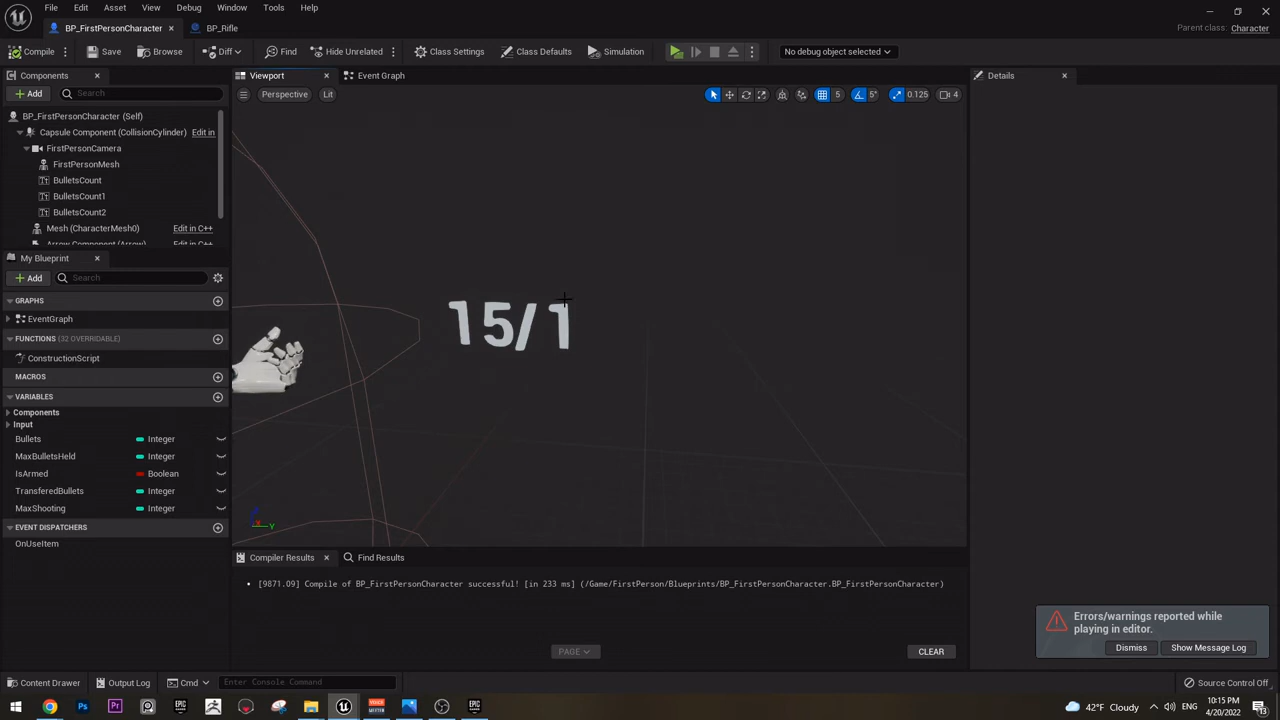 File Edit Asset View Debug Window Tools Help
BP_FirstPersonCharacter BP_Rifle
Parent class: Character
Compile Save Browse Diff Find Hide Unrelated Class Settings Class Defaults Simulation No debug object selected
Components Viewport Event Graph Details
Add Search Perspective Lit 5 5° 0.125 4
BP_FirstPersonCharacter (Self)
Capsule Component (CollisionCylinder) Edit in
FirstPersonCamera
FirstPersonMesh
BulletsCount
BulletsCount1
BulletsCount2
Mesh (CharacterMesh0) Edit in C++
Arrow Component (Arrow) Edit in C++
15/1
My Blueprint
Add Search
GRAPHS
EventGraph
FUNCTIONS (32 OVERRIDABLE)
ConstructionScript
MACROS
VARIABLES
Components
Input
Bullets Integer
MaxBulletsHeld Integer
IsArmed Boolean
TransferedBullets Integer
MaxShooting Integer
EVENT DISPATCHERS
OnUseItem
Compiler Results Find Results
[9871.09] Compile of BP_FirstPersonCharacter successful! [in 233 ms] (/Game/FirstPerson/Blueprints/BP_FirstPersonCharacter.BP_FirstPersonCharacter)
PAGE CLEAR
Errors/warnings reported while
playing in editor.
Dismiss Show Message Log
Content Drawer Output Log Cmd Enter Console Command Source Control Off
42°F Cloudy 10:15 PM
4/20/2022